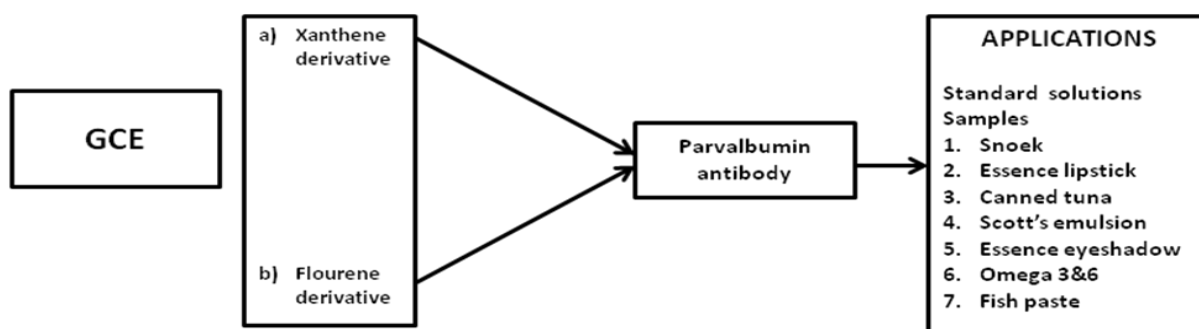 GCE
a) Xanthene
derivative
b) Flourene
derivative
Parvalbumin
antibody
APPLICATIONS
Standard solutions
Samples
1. Snoek
2. Essence lipstick
3. Canned tuna
4. Scott's emulsion
5. Essence eyeshadow
6. Omega 3&6
7. Fish paste